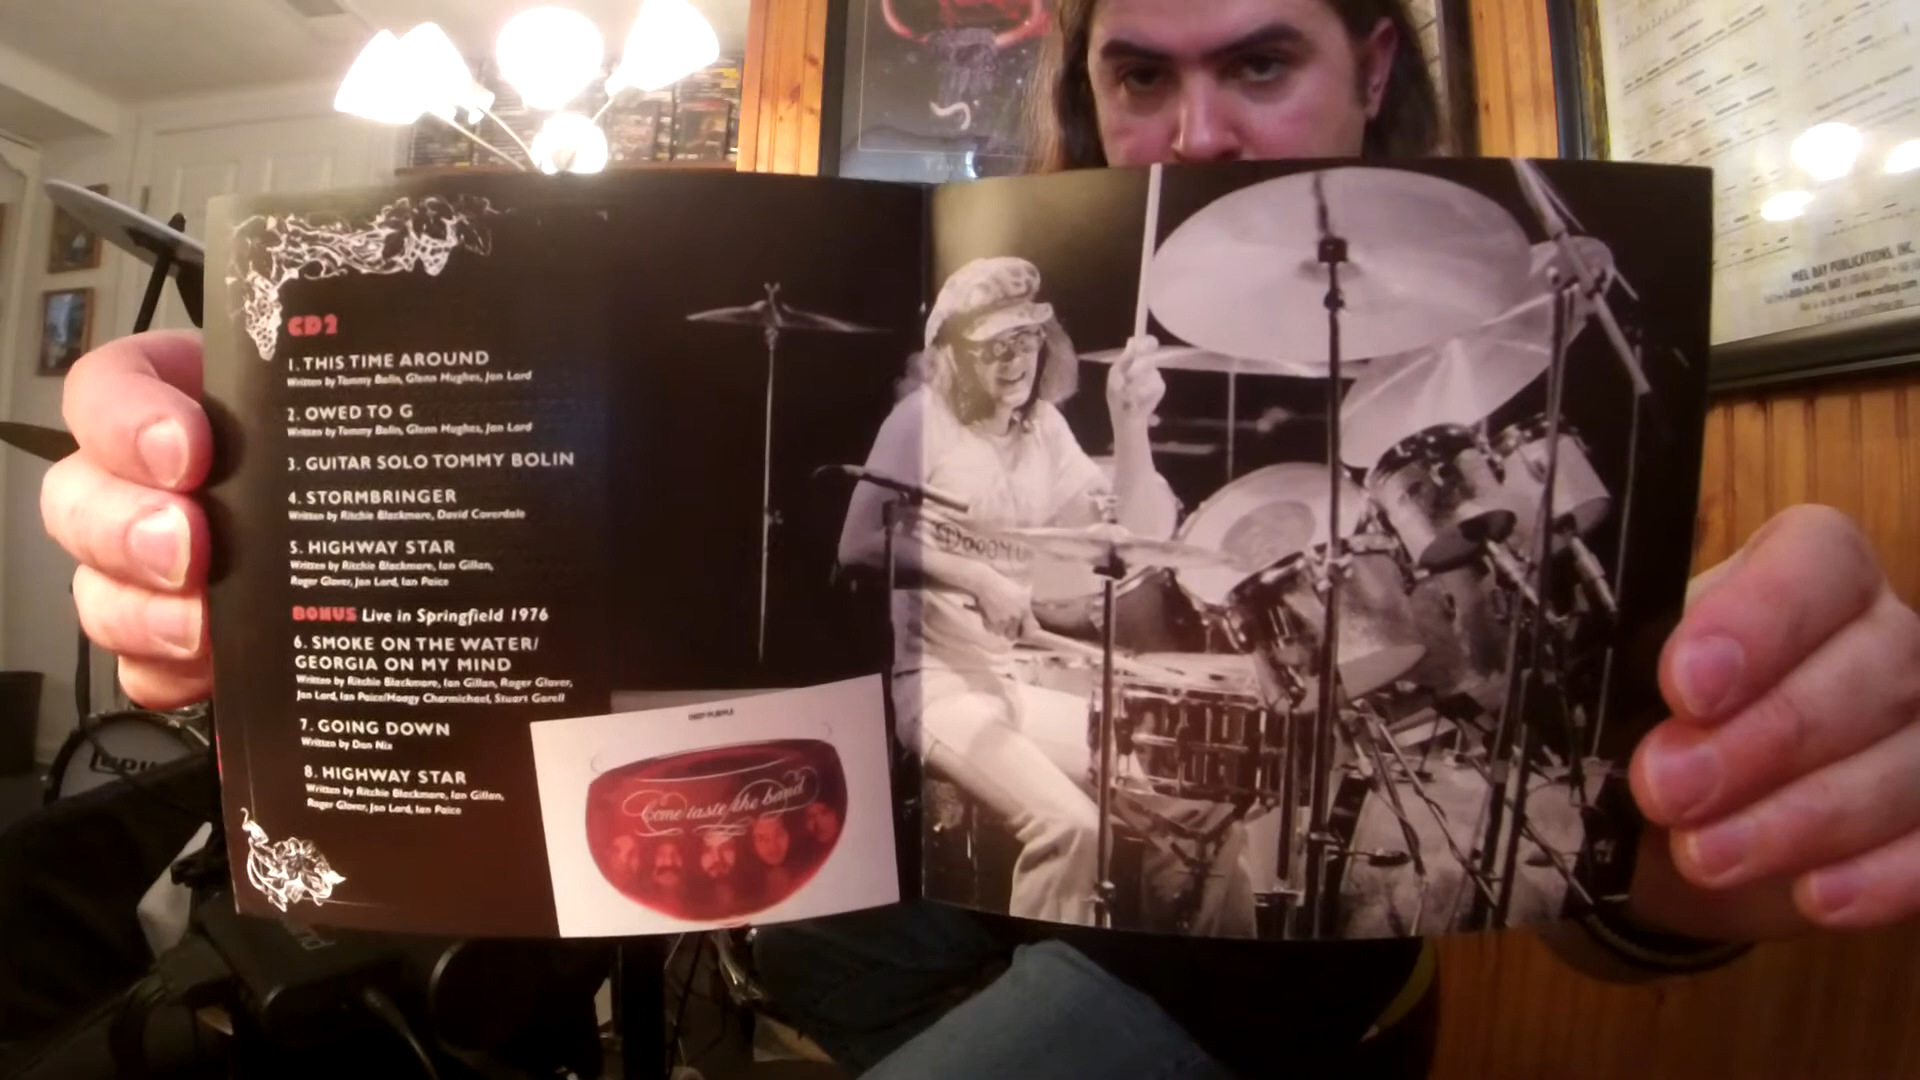 CD2
1. THIS TIME AROUND
Written by Tommy Bolin, Glenn Hughes, Jon Lord
2. OWED TO G
Written by Tommy Bolin, Glenn Hughes, Jon Lord
3. GUITAR SOLO TOMMY BOLIN
4. STORMBRINGER
Written by Ritchie Blackmore, David Coverdale
5. HIGHWAY STAR
Written by Ritchie Blackmore, Ian Gillan,
Roger Glover, Jon Lord, Ian Paice
BONUS Live in Springfield 1976
6. SMOKE ON THE WATER/
GEORGIA ON MY MIND
Written by Ritchie Blackmore, Ian Gillan, Roger Glover,
Jon Lord, Ian Paice/Hoagy Charmichael, Stuart Gorell
7. GOING DOWN
Written by Don Nix
8. HIGHWAY STAR
Written by Ritchie Blackmore, Ian Gillan,
Roger Glover, Jon Lord, Ian Paice
DEEP PURPLE
Come taste the band
MEL BAY PUBLICATIONS, INC.